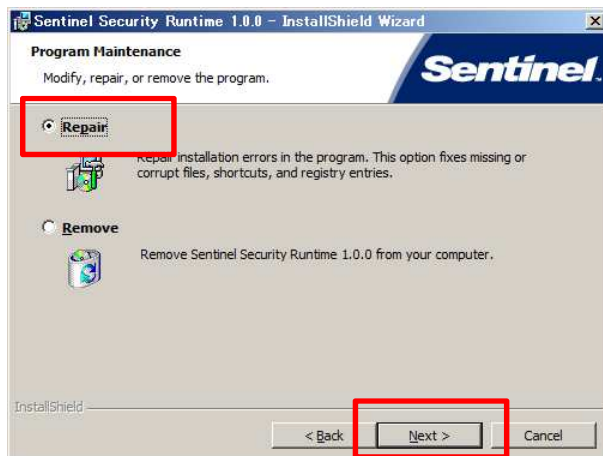 Sentinel Security Runtime 1.0.0 - InstallShield Wizard
Program Maintenance
Modify, repair, or remove the program.
Sentinel.
Repair
Repair installation errors in the program. This option fixes missing or
corrupt files, shortcuts, and registry entries.
Remove
Remove Sentinel Security Runtime 1.0.0 from your computer.
InstallShield
< Back
Next >
Cancel